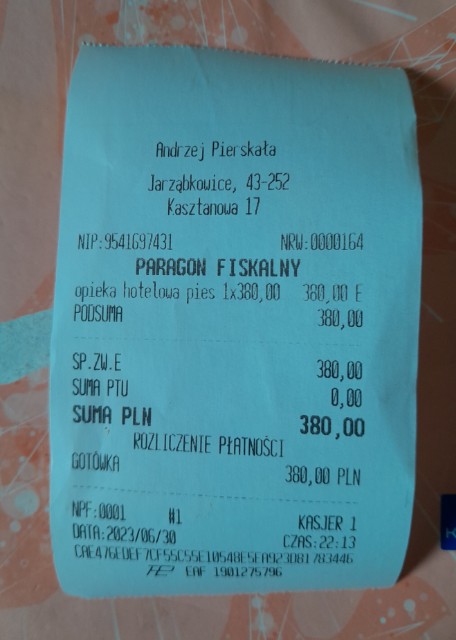 Andrzej Pierskała
Jarząbkowice, 43-252
Kasztanowa 17
NIP:9541697431 NRW:0000164
PARAGON FISKALNY
opieka hotelowa pies 1x380,00 380,00 E
PODSUMA 380,00
SP.ZW.E 380,00
SUMA PTU 0,00
SUMA PLN 380,00
ROZLICZENIE PŁATNOŚCI
GOTÓWKA 380,00 PLN
NPF:0001 #1 KASJER 1
DATA:2023/06/30 CZAS:22:13
EAF 1901275796